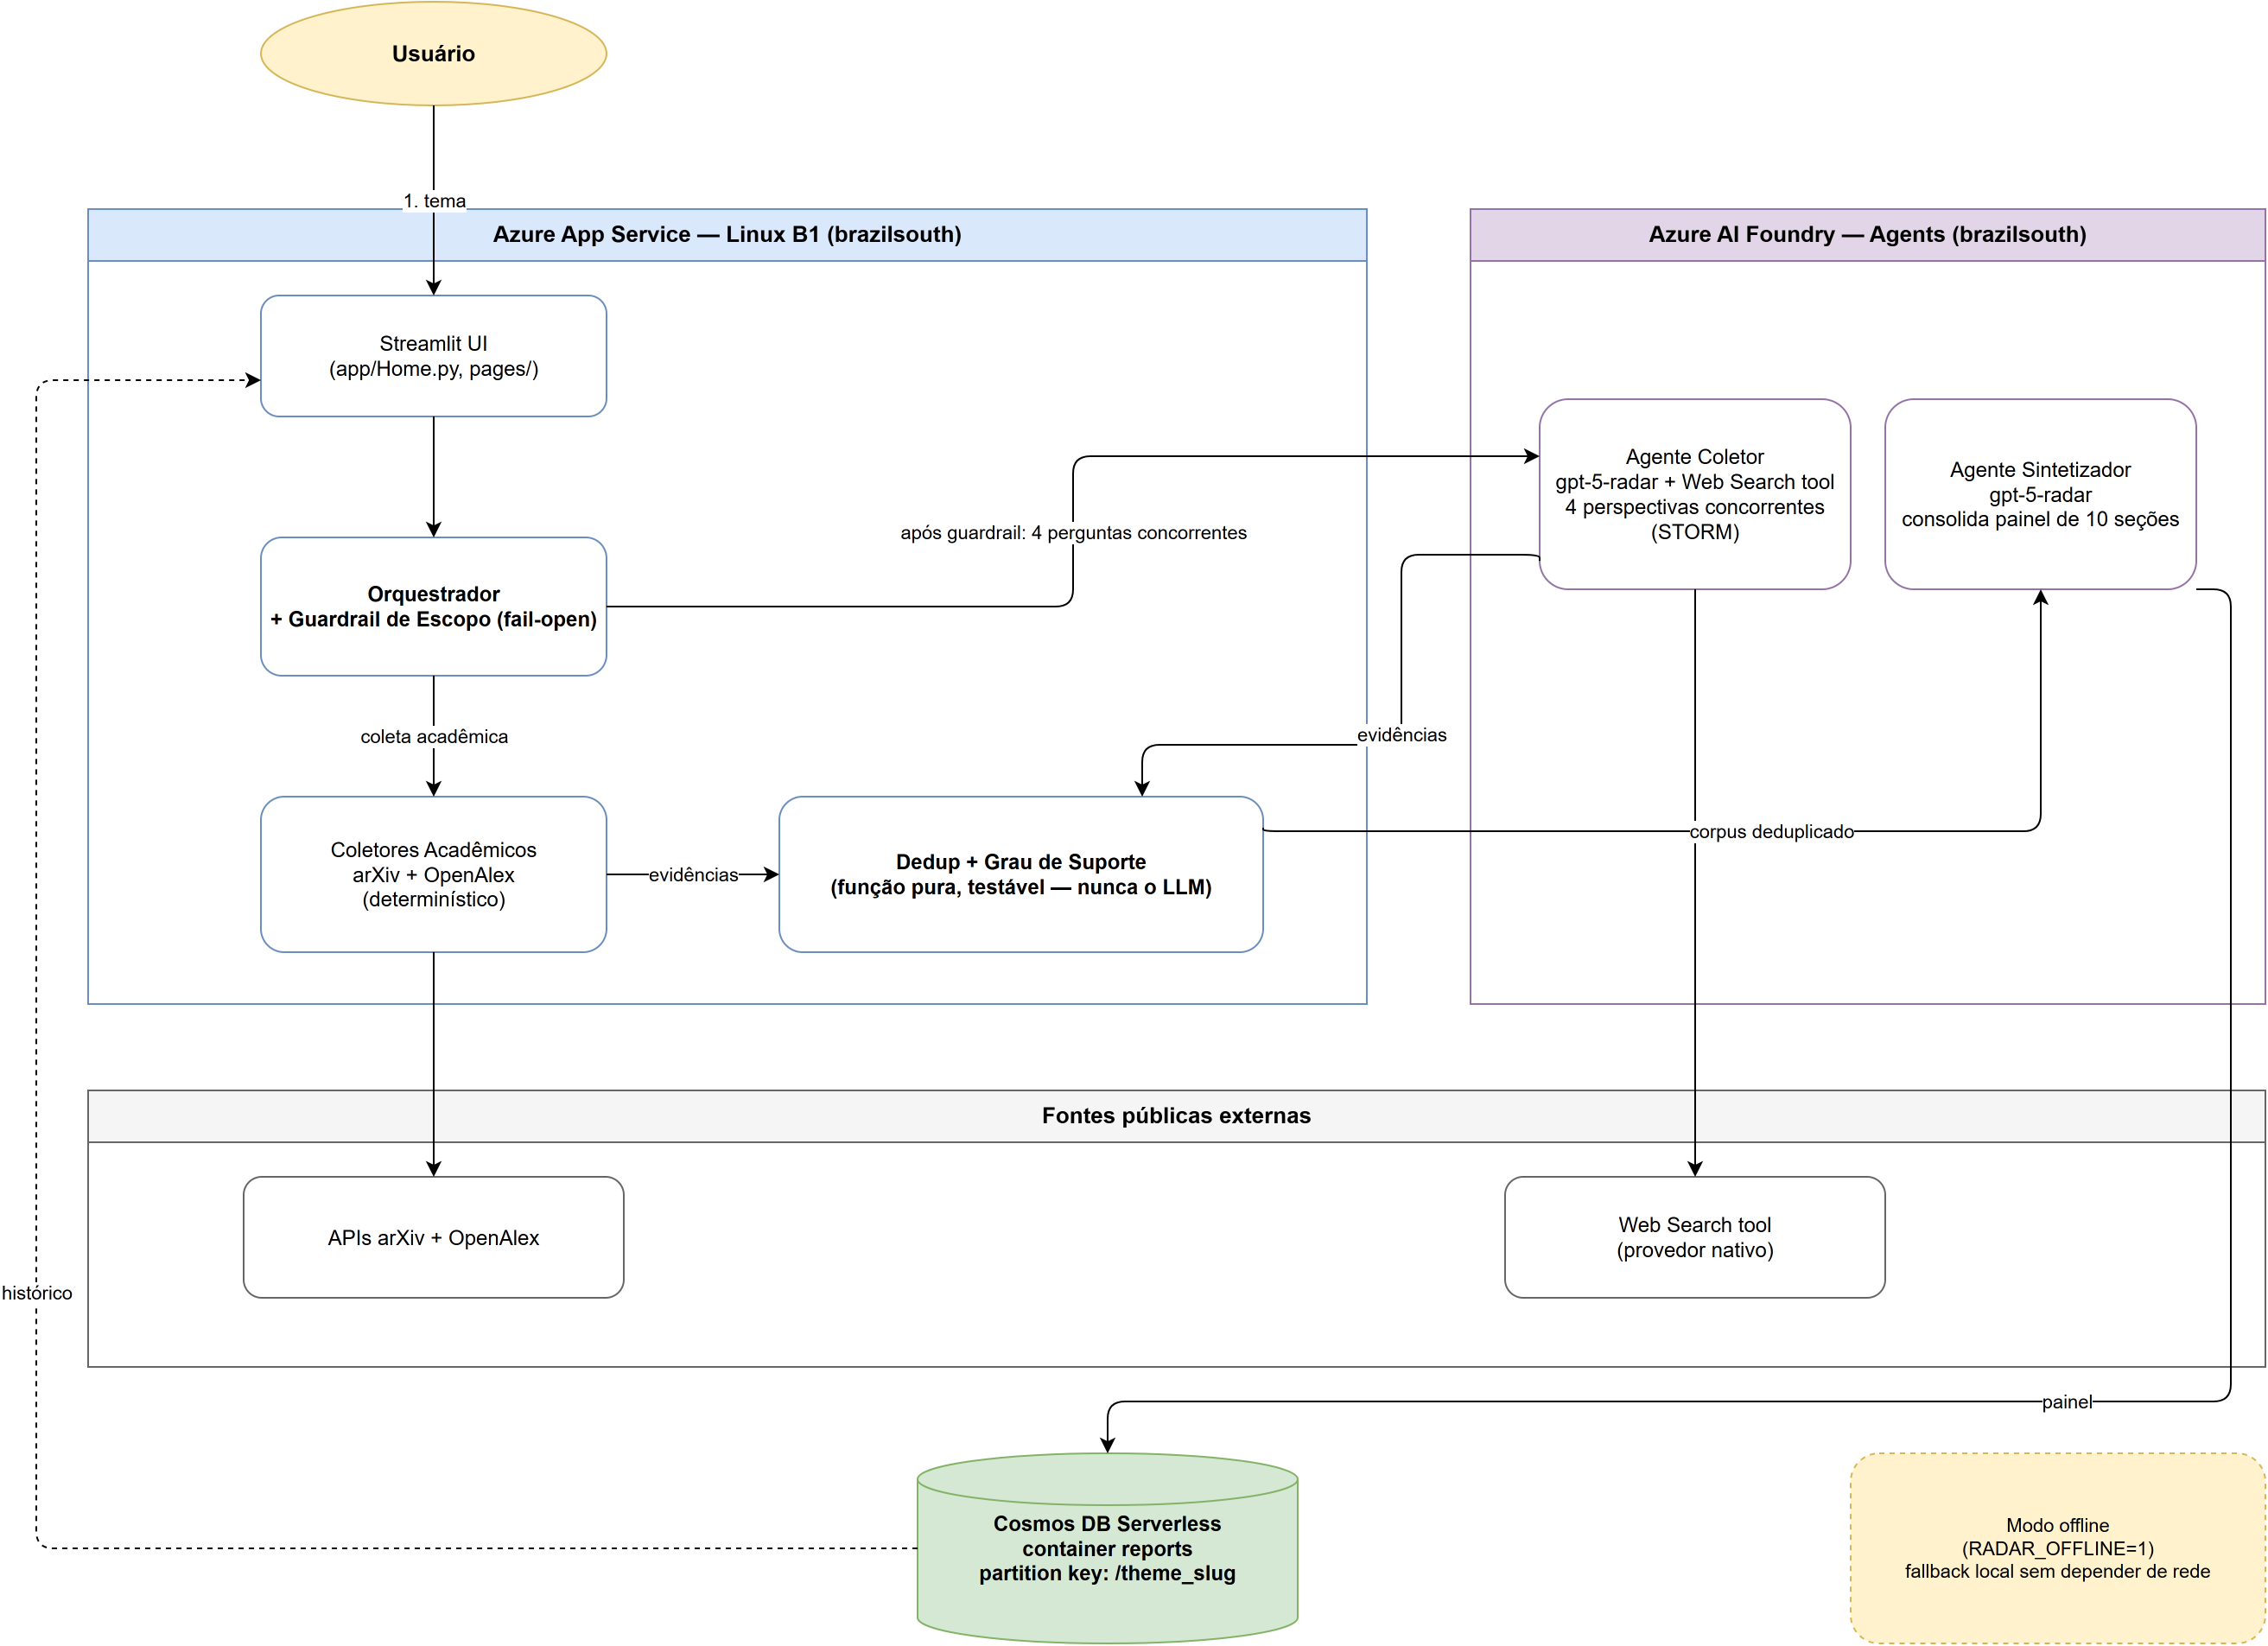 Usuário
1. tema
Azure App Service — Linux B1 (brazilsouth)
Azure AI Foundry — Agents (brazilsouth)
Streamlit UI
(app/Home.py, pages/)
Agente Coletor
gpt-5-radar + Web Search tool
4 perspectivas concorrentes
(STORM)
Agente Sintetizador
gpt-5-radar
consolida painel de 10 seções
após guardrail: 4 perguntas concorrentes
Orquestrador
+ Guardrail de Escopo (fail-open)
coleta acadêmica
evidências
Coletores Acadêmicos
arXiv + OpenAlex
(determinístico)
evidências
Dedup + Grau de Suporte
(função pura, testável — nunca o LLM)
corpus deduplicado
Fontes públicas externas
APIs arXiv + OpenAlex
Web Search tool
(provedor nativo)
histórico
painel
Cosmos DB Serverless
container reports
partition key: /theme_slug
Modo offline
(RADAR_OFFLINE=1)
fallback local sem depender de rede